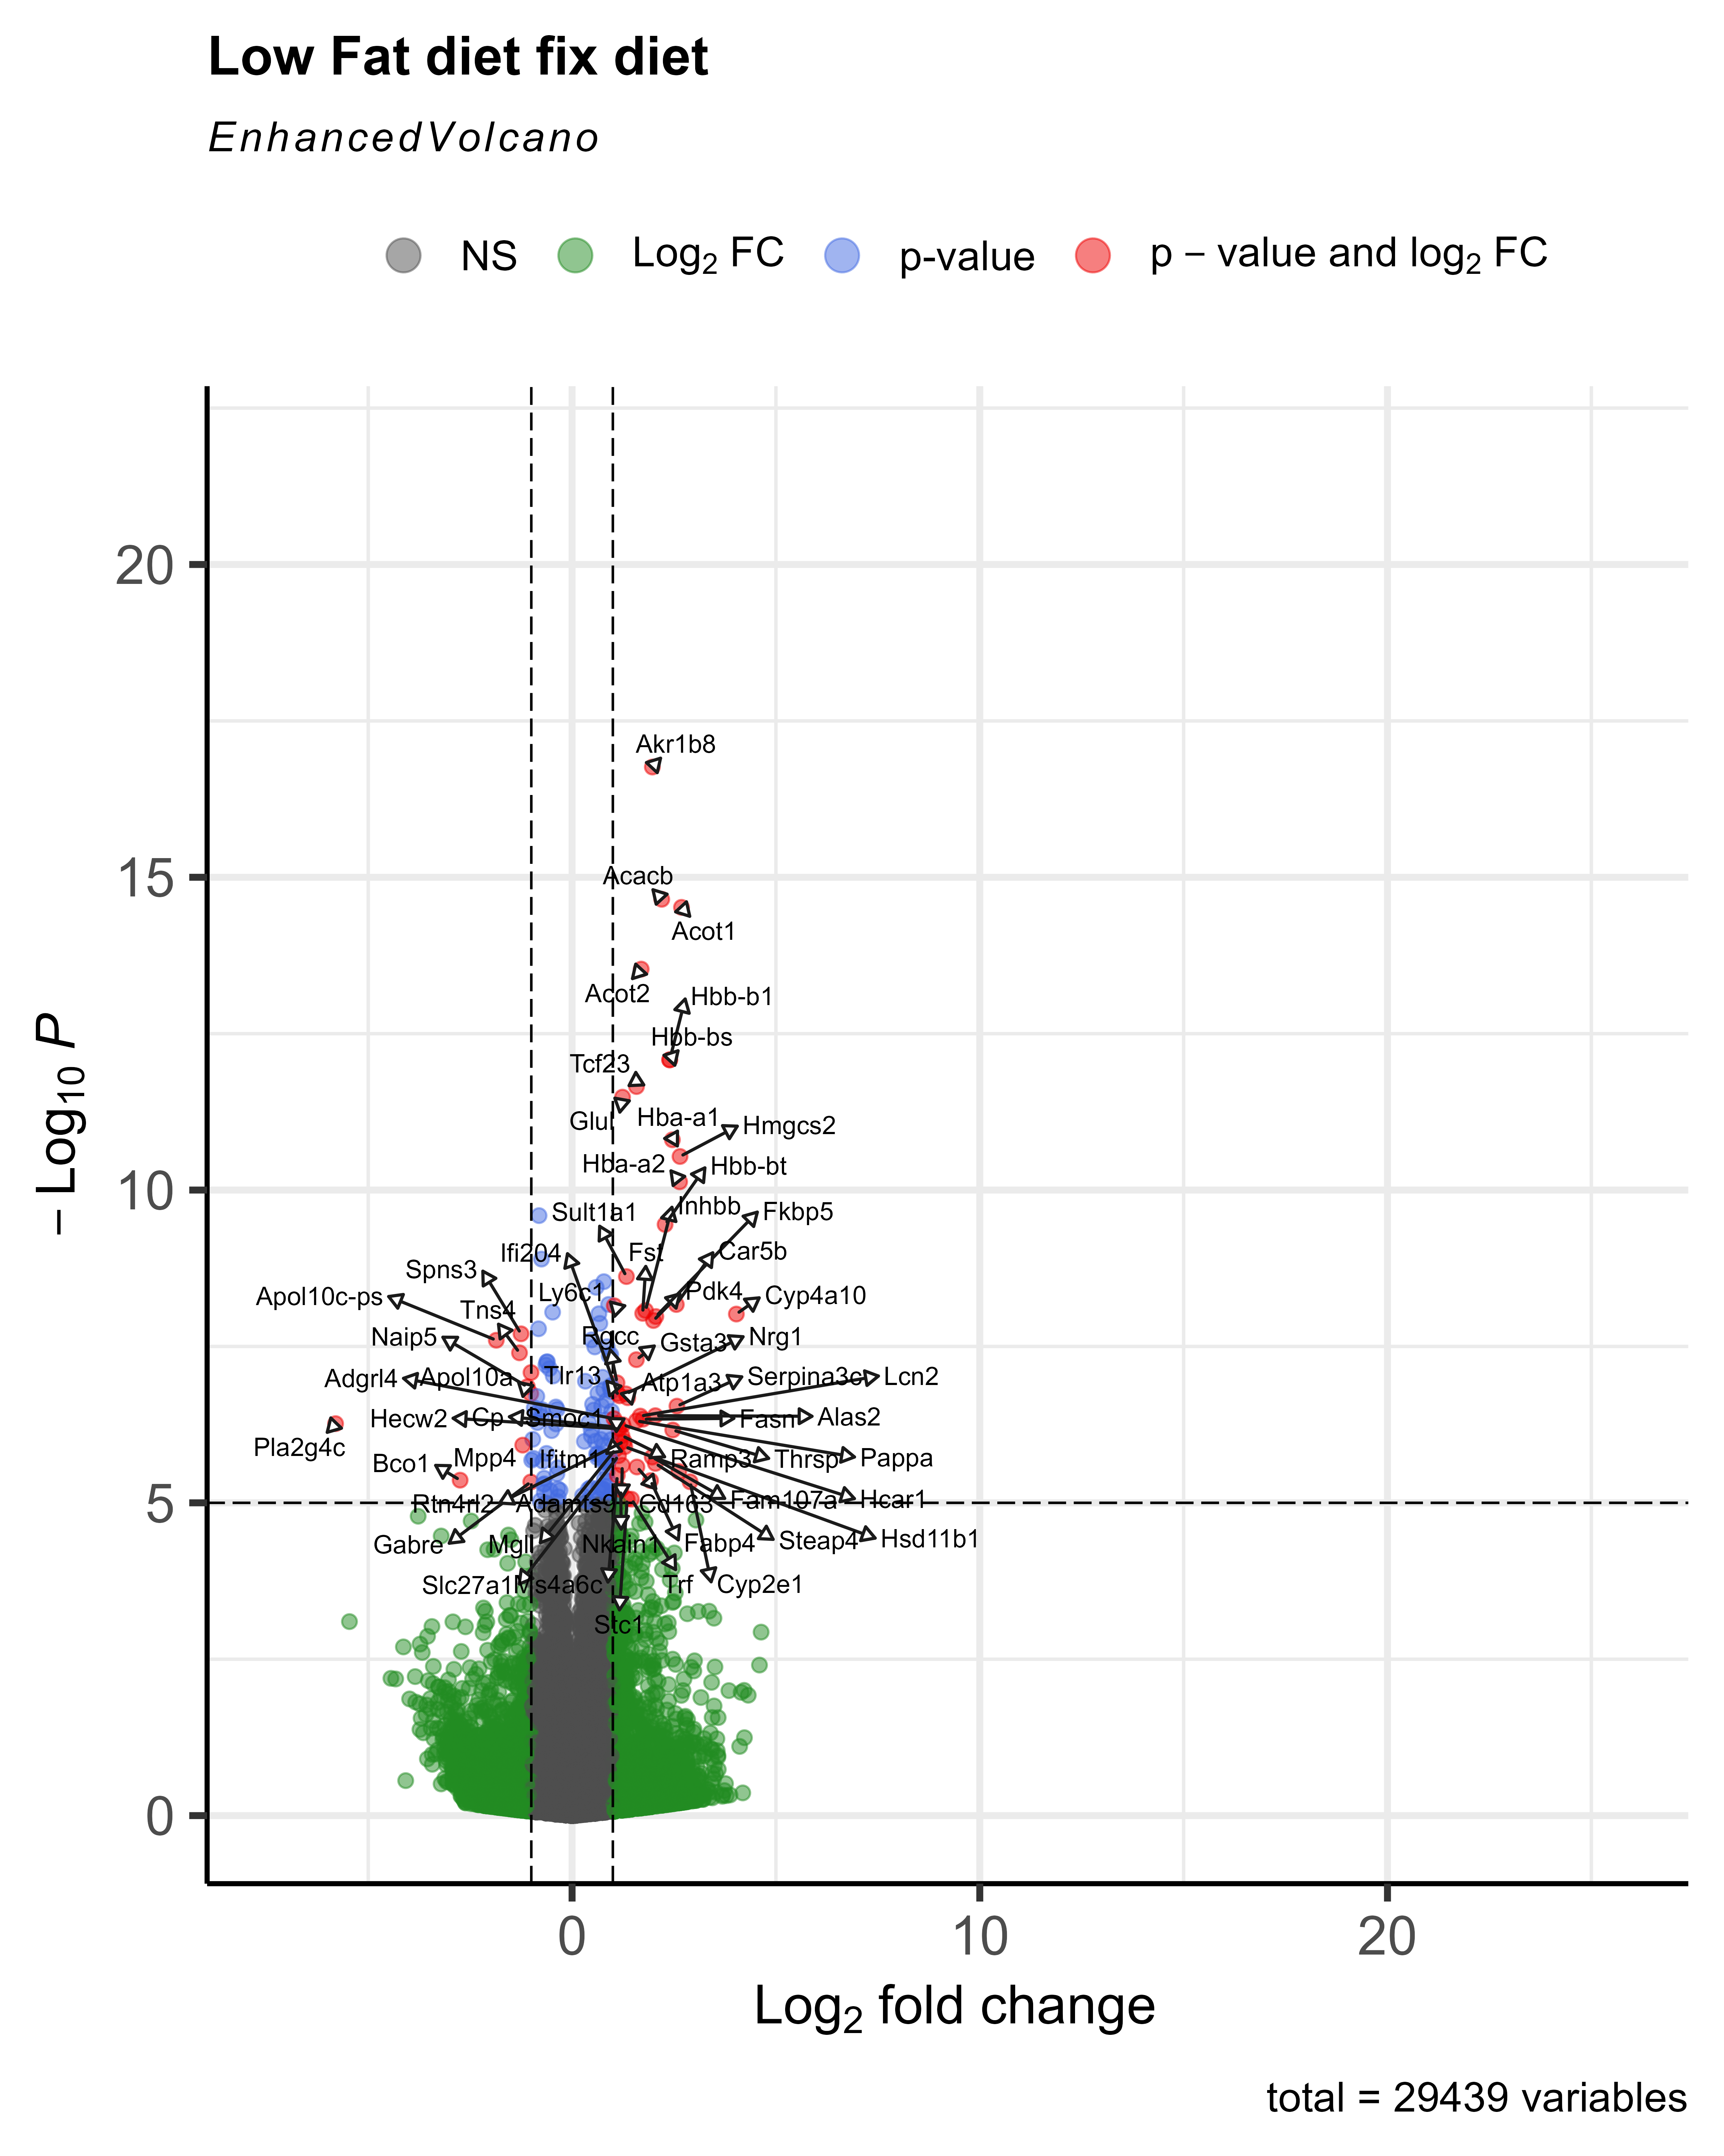 Low Fat diet fix diet
EnhancedVolcano
NS Log2 FC p-value p − value and log2 FC
− Log10 P
20
15
10
5
0
Akr1b8
Acacb
Acot1
Acot2
Hbb-b1
Hbb-bs
Tcf23
Glul
Hba-a1
Hmgcs2
Hba-a2
Hbb-bt
Inhbb
Fkbp5
Sult1a1
Ifi204
Fst
Car5b
Spns3
Apol10c-ps
Ly6c1
Pdk4
Cyp4a10
Tns4
Naip5
Rgcc
Gsta3
Nrg1
Adgrl4
Apol10a
Tlr13
Atp1a3
Serpina3c
Lcn2
Hecw2
Cp
Smoc1
Fasn
Alas2
Pla2g4c
Bco1
Mpp4
Ifitm1
Ramp3
Thrsp
Pappa
Rtn4rl2
Adamts9
Cd163
Fam107a
Hcar1
Gabre
Mgll
Nkain1
Fabp4
Steap4
Hsd11b1
Slc27a1
Ms4a6c
Trf
Cyp2e1
Stc1
0 10 20
Log2 fold change
total = 29439 variables